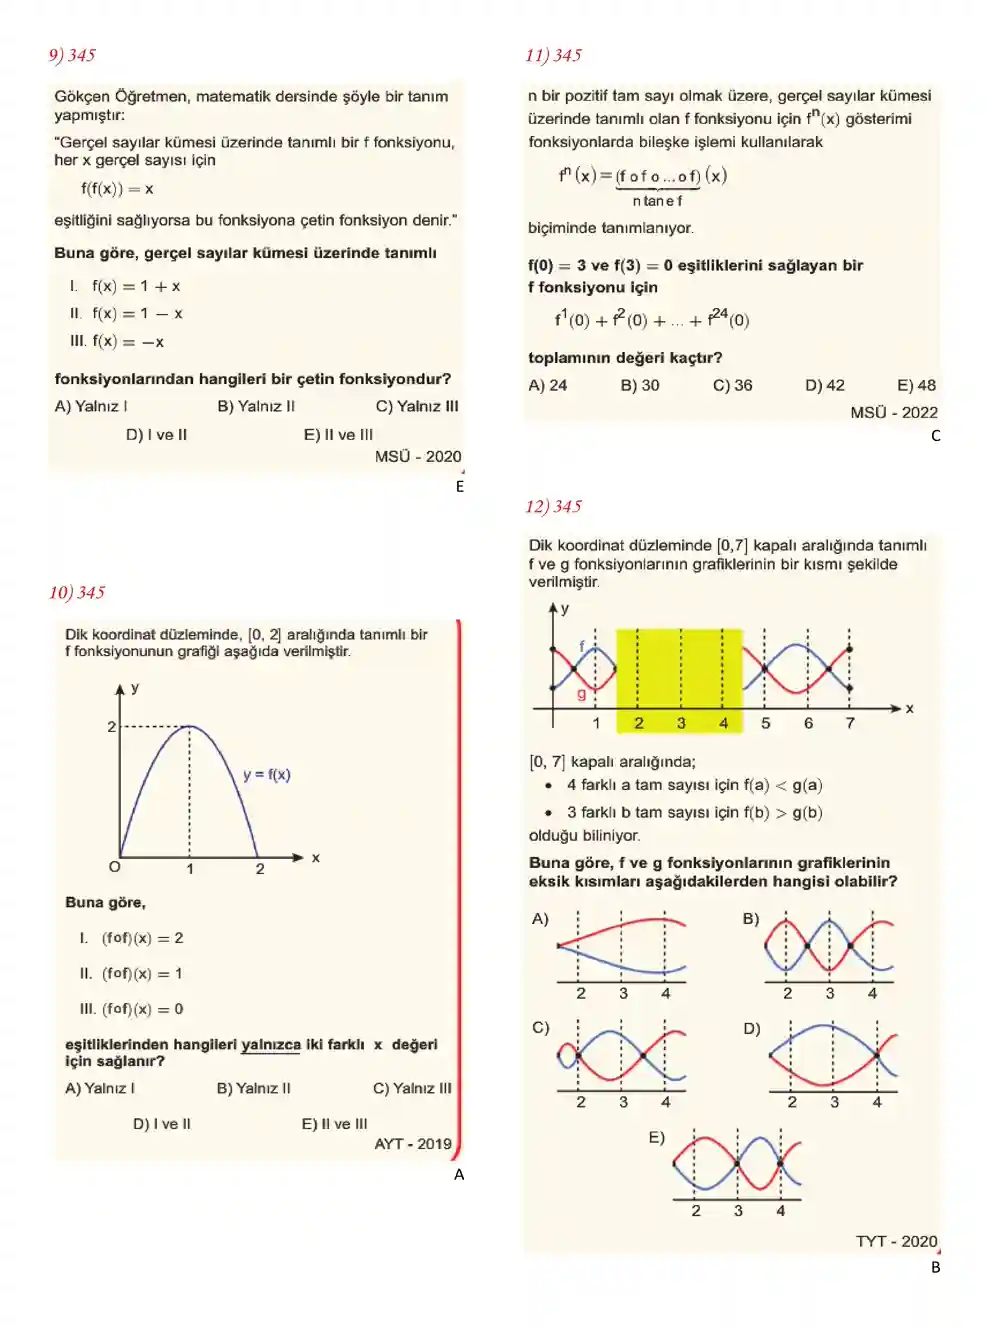 9) 345
Gökçen Öğretmen, matematik dersinde şöyle bir tanım
yapmıştır:
"Gerçel sayılar kümesi üzerinde tanımlı bir f fonksiyonu,
her x gerçel sayısı için
f(f(x)) = x
eşitliğini sağlıyorsa bu fonksiyona çetin fonksiyon denir."
Buna göre, gerçel sayılar kümesi üzerinde tanımlı
I. f(x) = 1 + x
II. f(x) = 1 − x
III. f(x) = −x
fonksiyonlarından hangileri bir çetin fonksiyondur?
A) Yalnız I B) Yalnız II C) Yalnız III
D) I ve II E) II ve III
MSÜ - 2020
E
10) 345
Dik koordinat düzleminde, [0, 2] aralığında tanımlı bir
f fonksiyonunun grafiği aşağıda verilmiştir.
y
2
y = f(x)
O 1 2 x
Buna göre,
I. (fof)(x) = 2
II. (fof)(x) = 1
III. (fof)(x) = 0
eşitliklerinden hangileri yalnızca iki farklı x değeri
için sağlanır?
A) Yalnız I B) Yalnız II C) Yalnız III
D) I ve II E) II ve III
AYT - 2019
A
11) 345
n bir pozitif tam sayı olmak üzere, gerçel sayılar kümesi
üzerinde tanımlı olan f fonksiyonu için fⁿ(x) gösterimi
fonksiyonlarda bileşke işlemi kullanılarak
fⁿ(x) = (f o f o ... o f) (x)
n tane f
biçiminde tanımlanıyor.
f(0) = 3 ve f(3) = 0 eşitliklerini sağlayan bir
f fonksiyonu için
f¹(0) + f²(0) + ... + f²⁴(0)
toplamının değeri kaçtır?
A) 24 B) 30 C) 36 D) 42 E) 48
MSÜ - 2022
C
12) 345
Dik koordinat düzleminde [0,7] kapalı aralığında tanımlı
f ve g fonksiyonlarının grafiklerinin bir kısmı şekilde
verilmiştir.
y
f
g
1 2 3 4 5 6 7 x
[0, 7] kapalı aralığında;
• 4 farklı a tam sayısı için f(a) < g(a)
• 3 farklı b tam sayısı için f(b) > g(b)
olduğu biliniyor.
Buna göre, f ve g fonksiyonlarının grafiklerinin
eksik kısımları aşağıdakilerden hangisi olabilir?
A) B)
2 3 4 2 3 4
C) D)
2 3 4 2 3 4
E)
2 3 4
TYT - 2020
B